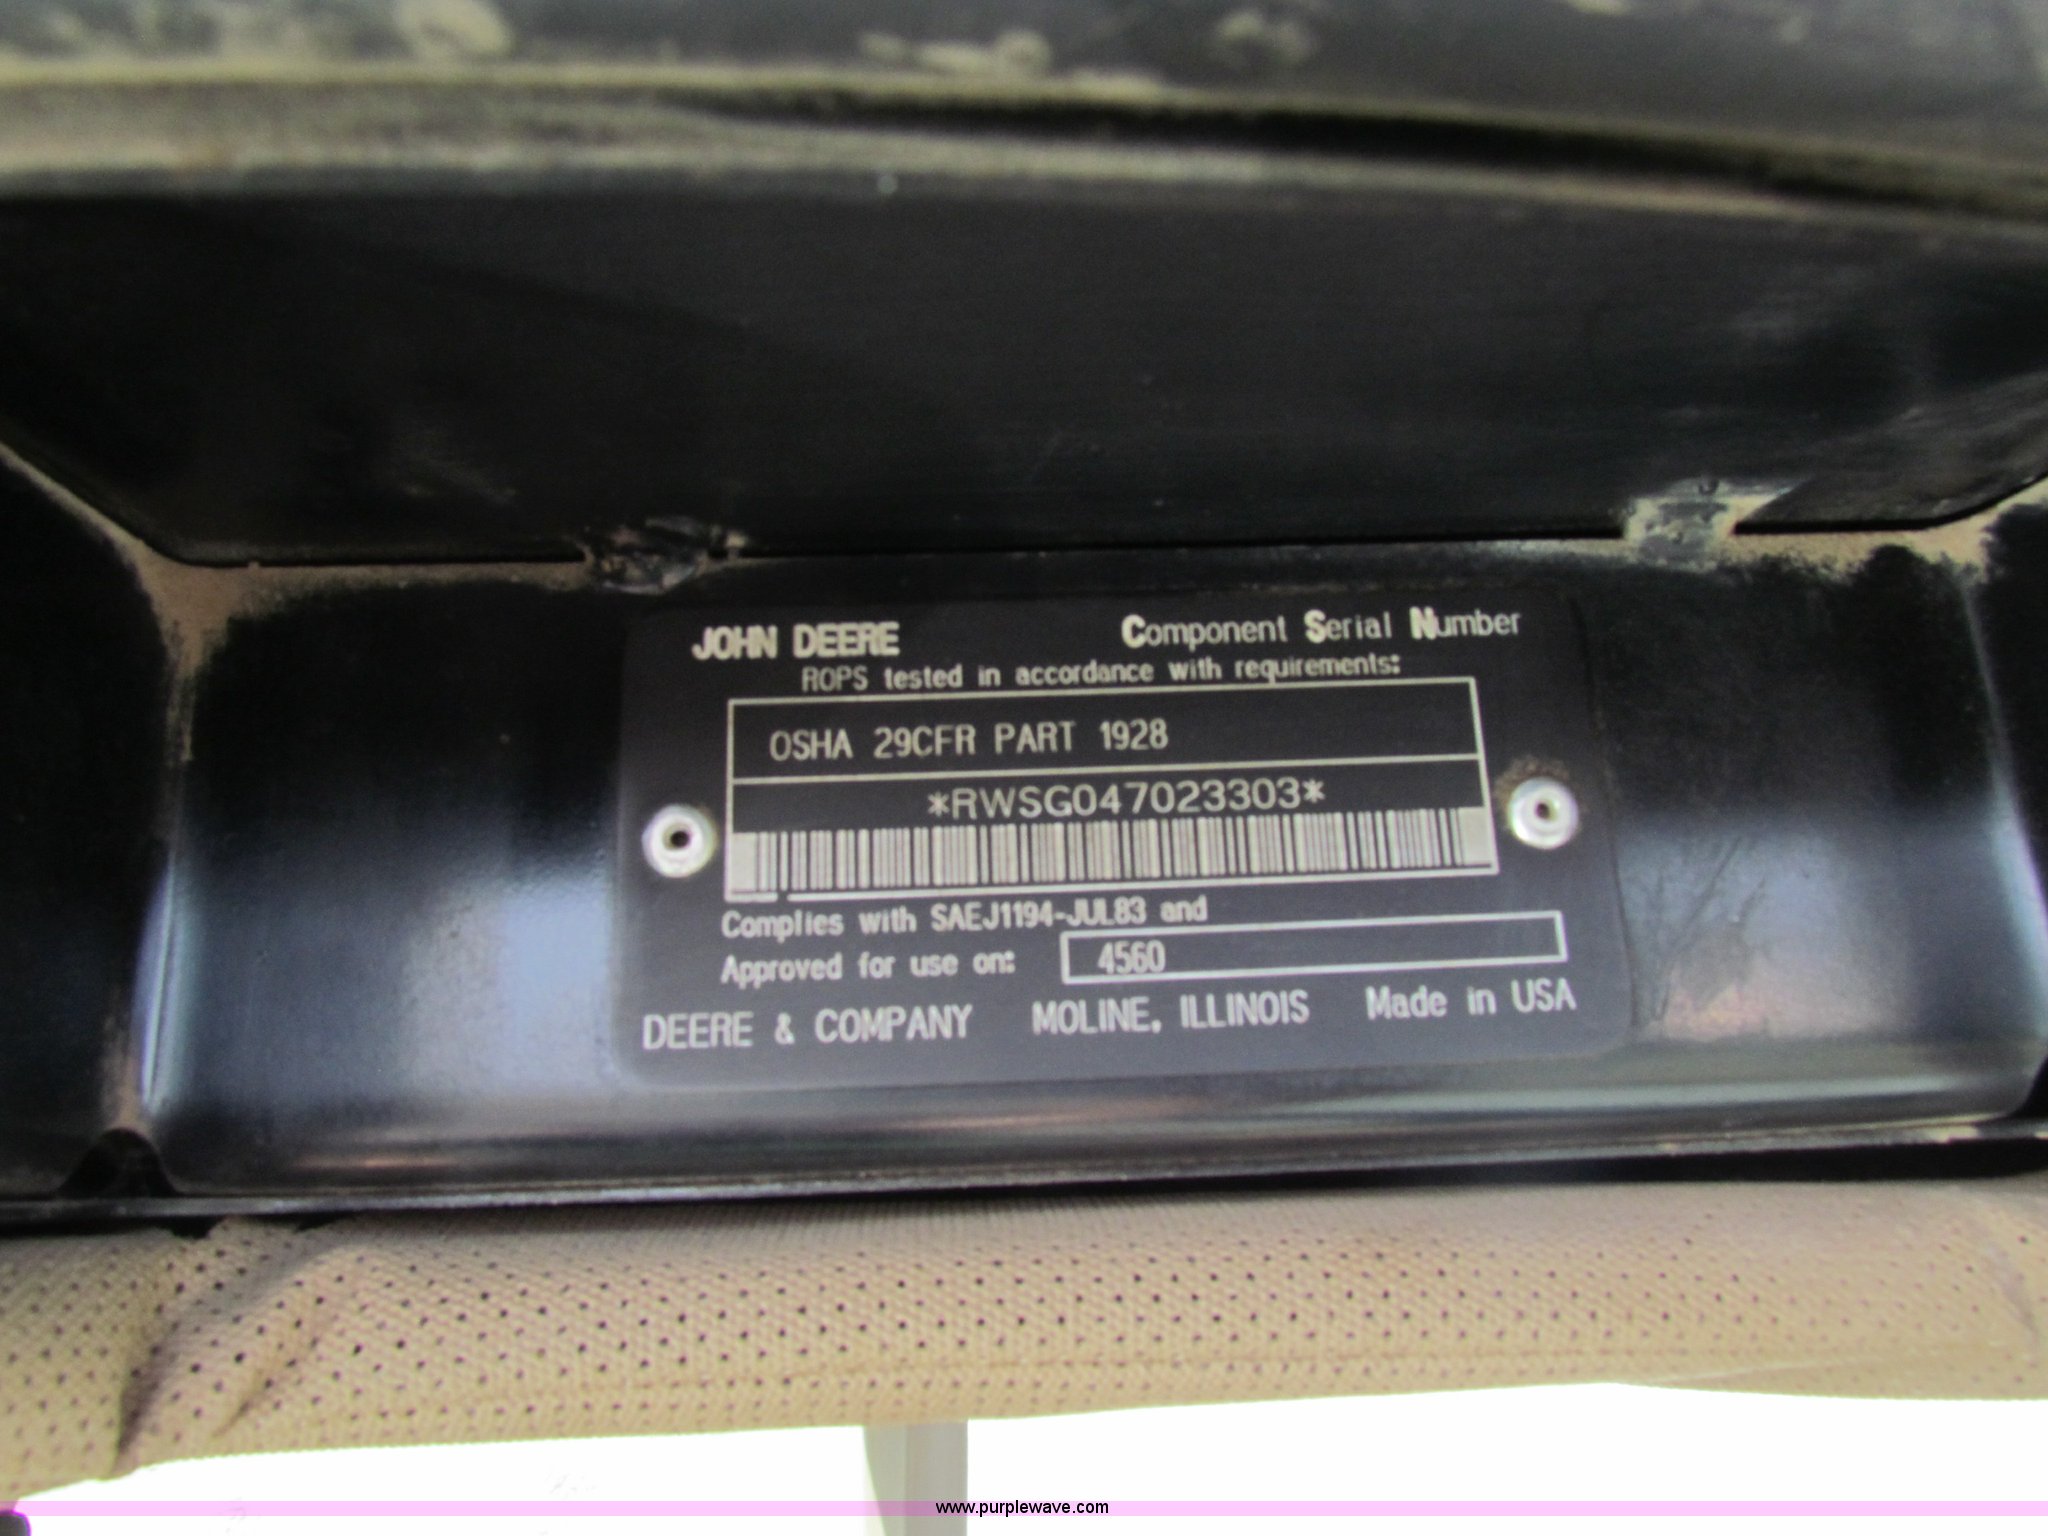 JOHN DEERE Component Serial Number
ROPS tested in accordance with requirements:
OSHA 29CFR PART 1928
*RWSG047023303*
Complies with SAEJ1194-JUL83 and
Approved for use on: 4560
DEERE & COMPANY MOLINE, ILLINOIS Made in USA
www.purplewave.com